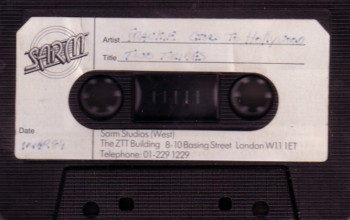 SARM
Artist Frankie Goes To Hollywood
Title
Date
Sarm Studios (West)
The ZTT Building 8-10 Basing Street London W11 1ET
Telephone: 01-229 1229